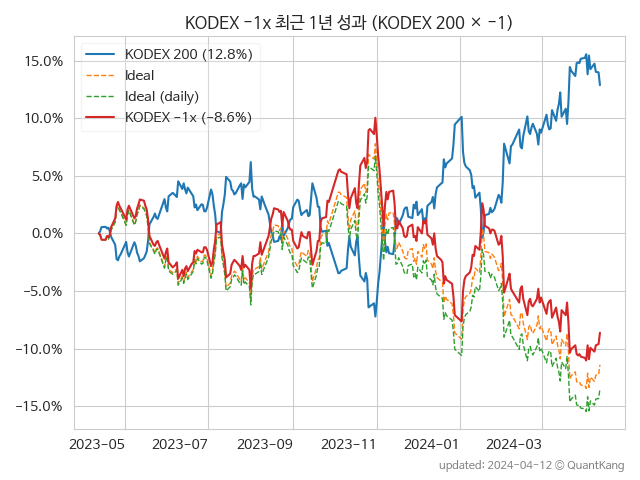 KODEX −1x 최근 1년 성과 (KODEX 200 × −1)
KODEX 200 (12.8%)
Ideal
Ideal (daily)
KODEX −1x (−8.6%)
15.0%
10.0%
5.0%
0.0%
−5.0%
−10.0%
−15.0%
2023-05 2023-07 2023-09 2023-11 2024-01 2024-03
updated: 2024-04-12 © QuantKang